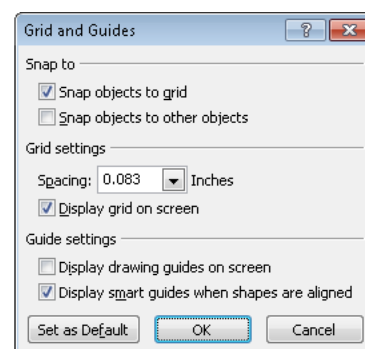 Grid and Guides
Snap to
Snap objects to grid
Snap objects to other objects
Grid settings
Spacing: 0.083 Inches
Display grid on screen
Guide settings
Display drawing guides on screen
Display smart guides when shapes are aligned
Set as Default OK Cancel